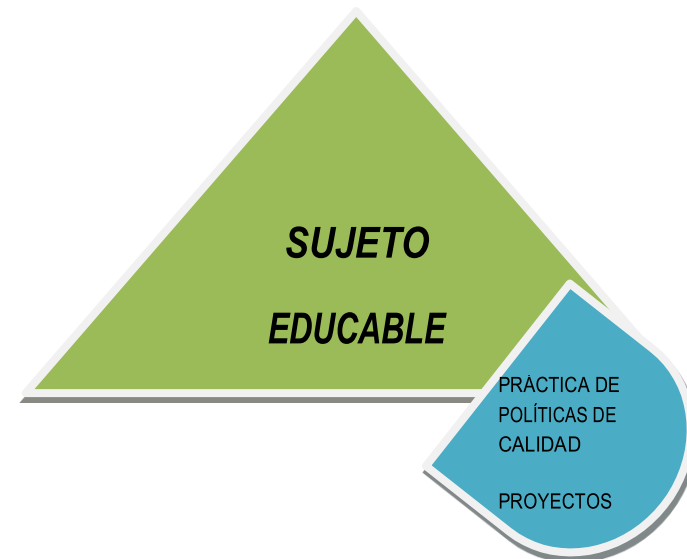 SUJETO
EDUCABLE
PRÁCTICA DE
POLÍTICAS DE
CALIDAD
PROYECTOS